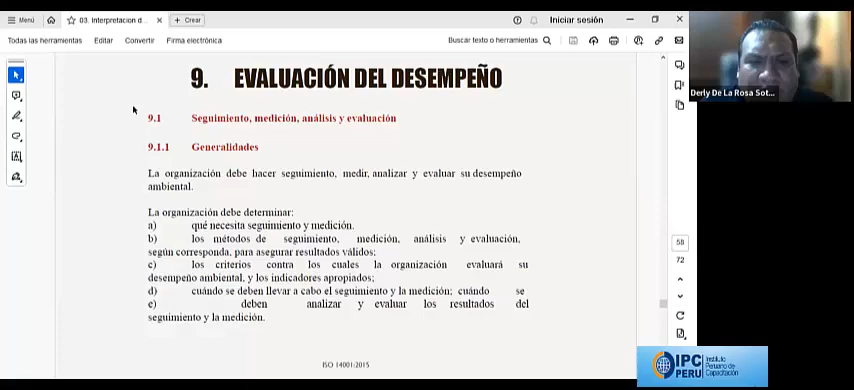 Menú
03. Interpretacion d...
+ Crear
Iniciar sesión
Todas las herramientas Editar Convertir Firma electrónica
Buscar texto o herramientas
9. EVALUACIÓN DEL DESEMPEÑO
9.1 Seguimiento, medición, análisis y evaluación
9.1.1 Generalidades
La organización debe hacer seguimiento, medir, analizar y evaluar su desempeño
ambiental.
La organización debe determinar:
a) qué necesita seguimiento y medición.
b) los métodos de seguimiento, medición, análisis y evaluación,
según corresponda, para asegurar resultados válidos;
c) los criterios contra los cuales la organización evaluará su
desempeño ambiental, y los indicadores apropiados;
d) cuándo se deben llevar a cabo el seguimiento y la medición; cuándo se
e) deben analizar y evaluar los resultados del
seguimiento y la medición.
ISO 14001:2015
58
72
Derly De La Rosa Sot...
IPC
PERU
Instituto
Peruano de
Capacitación